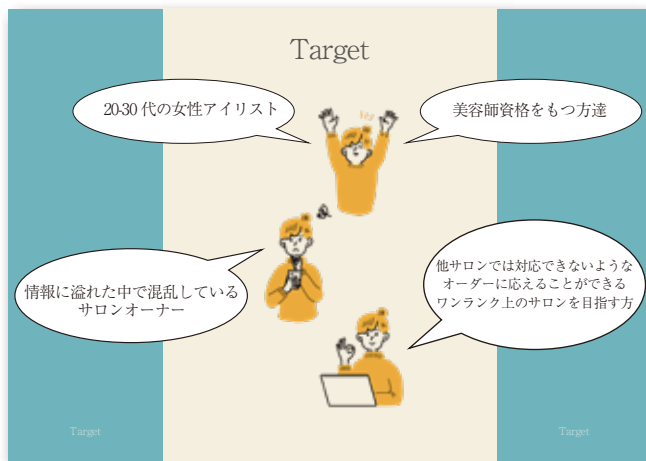 Target
20-30 代の女性アイリスト
美容師資格をもつ方達
情報に溢れた中で混乱している
サロンオーナー
他サロンでは対応できないような
オーダーに応えることができる
ワンランク上のサロンを目指す方
Target
Target